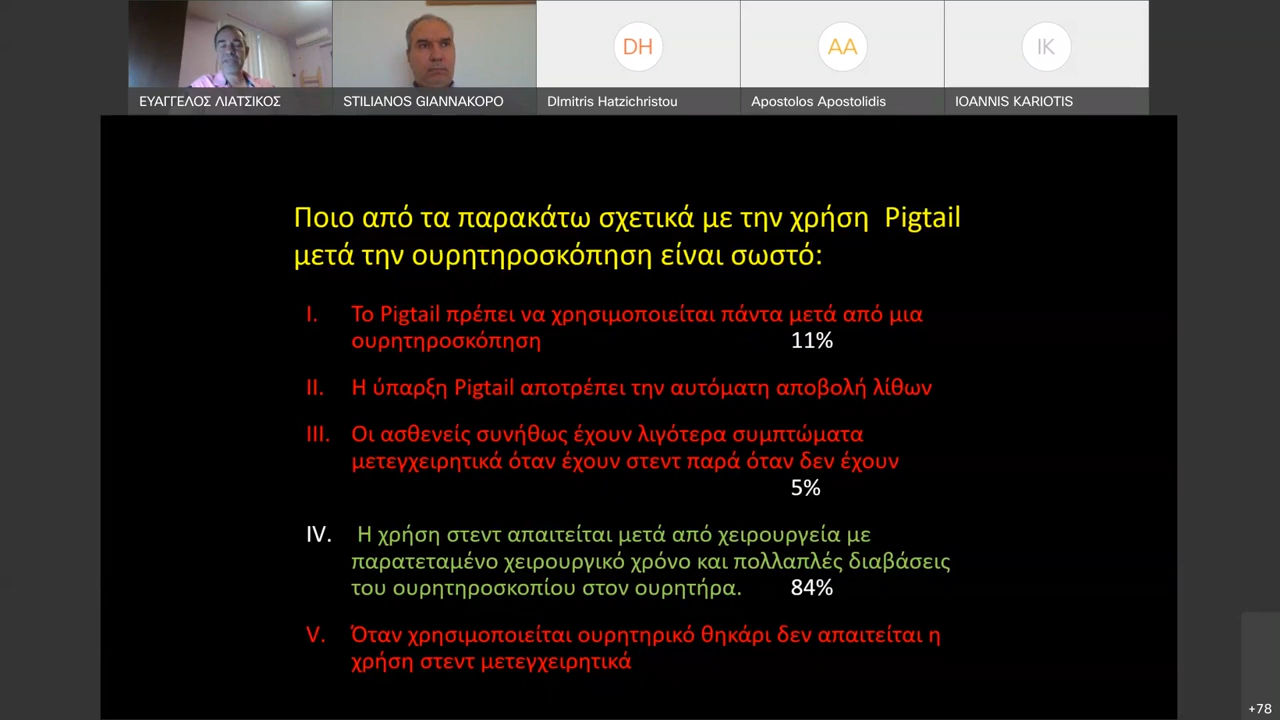 DH
AA
IK
ΕΥΑΓΓΕΛΟΣ ΛΙΑΤΣΙΚΟΣ
STILIANOS GIANNAKOPO
DImitris Hatzichristou
Apostolos Apostolidis
IOANNIS KARIOTIS
Ποιο από τα παρακάτω σχετικά με την χρήση Pigtail
μετά την ουρητηροσκόπηση είναι σωστό:
I. Το Pigtail πρέπει να χρησιμοποιείται πάντα μετά από μια
ουρητηροσκόπηση 11%
II. Η ύπαρξη Pigtail αποτρέπει την αυτόματη αποβολή λίθων
III. Οι ασθενείς συνήθως έχουν λιγότερα συμπτώματα
μετεγχειρητικά όταν έχουν στεντ παρά όταν δεν έχουν
5%
IV. Η χρήση στεντ απαιτείται μετά από χειρουργεία με
παρατεταμένο χειρουργικό χρόνο και πολλαπλές διαβάσεις
του ουρητηροσκοπίου στον ουρητήρα. 84%
V. Όταν χρησιμοποιείται ουρητηρικό θηκάρι δεν απαιτείται η
χρήση στεντ μετεγχειρητικά
+78